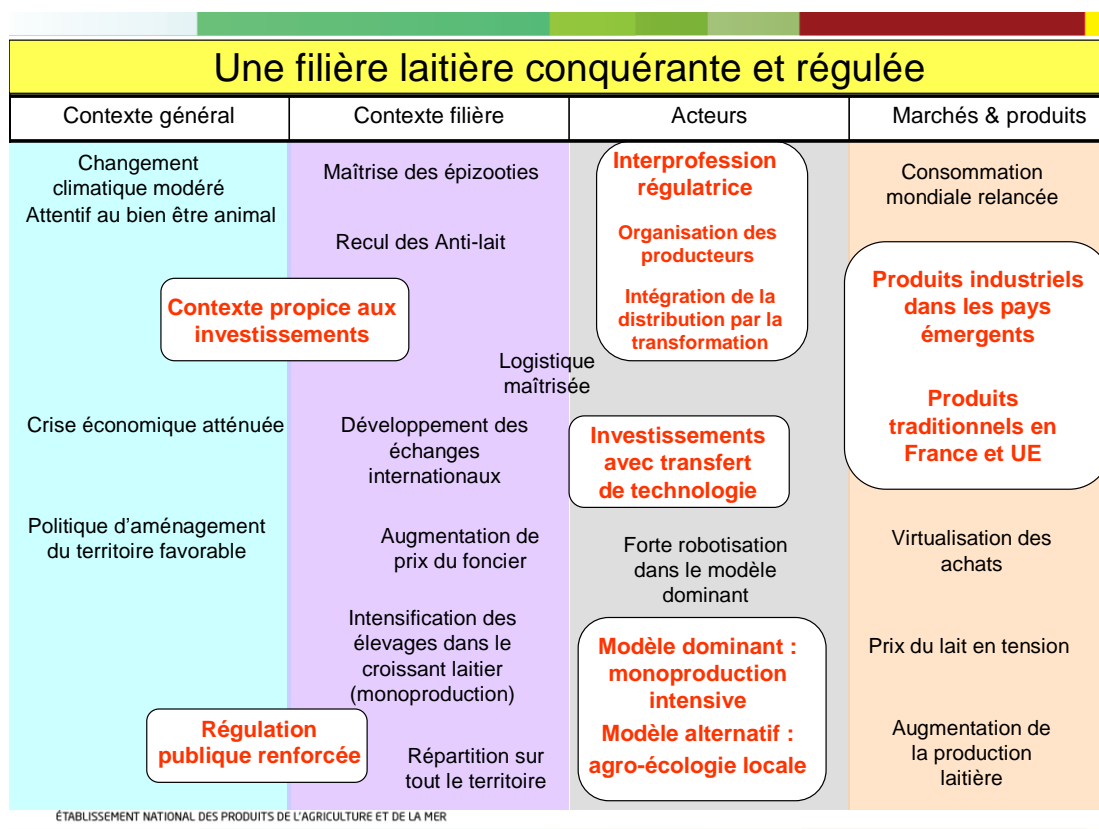 Une filière laitière conquérante et régulée
Contexte général
Contexte filière
Acteurs
Marchés & produits
Changement
climatique modéré
Attentif au bien être animal
Contexte propice aux
investissements
Crise économique atténuée
Politique d’aménagement
du territoire favorable
Régulation
publique renforcée
Maîtrise des épizooties
Recul des Anti-lait
Logistique
maîtrisée
Développement des
échanges
internationaux
Augmentation de
prix du foncier
Intensification des
élevages dans le
croissant laitier
(monoproduction)
Répartition sur
tout le territoire
Interprofession
régulatrice
Organisation des
producteurs
Intégration de la
distribution par la
transformation
Investissements
avec transfert
de technologie
Forte robotisation
dans le modèle
dominant
Modèle dominant :
monoproduction
intensive
Modèle alternatif :
agro-écologie locale
Consommation
mondiale relancée
Produits industriels
dans les pays
émergents
Produits
traditionnels en
France et UE
Virtualisation des
achats
Prix du lait en tension
Augmentation de
la production
laitière
ÉTABLISSEMENT NATIONAL DES PRODUITS DE L’AGRICULTURE ET DE LA MER